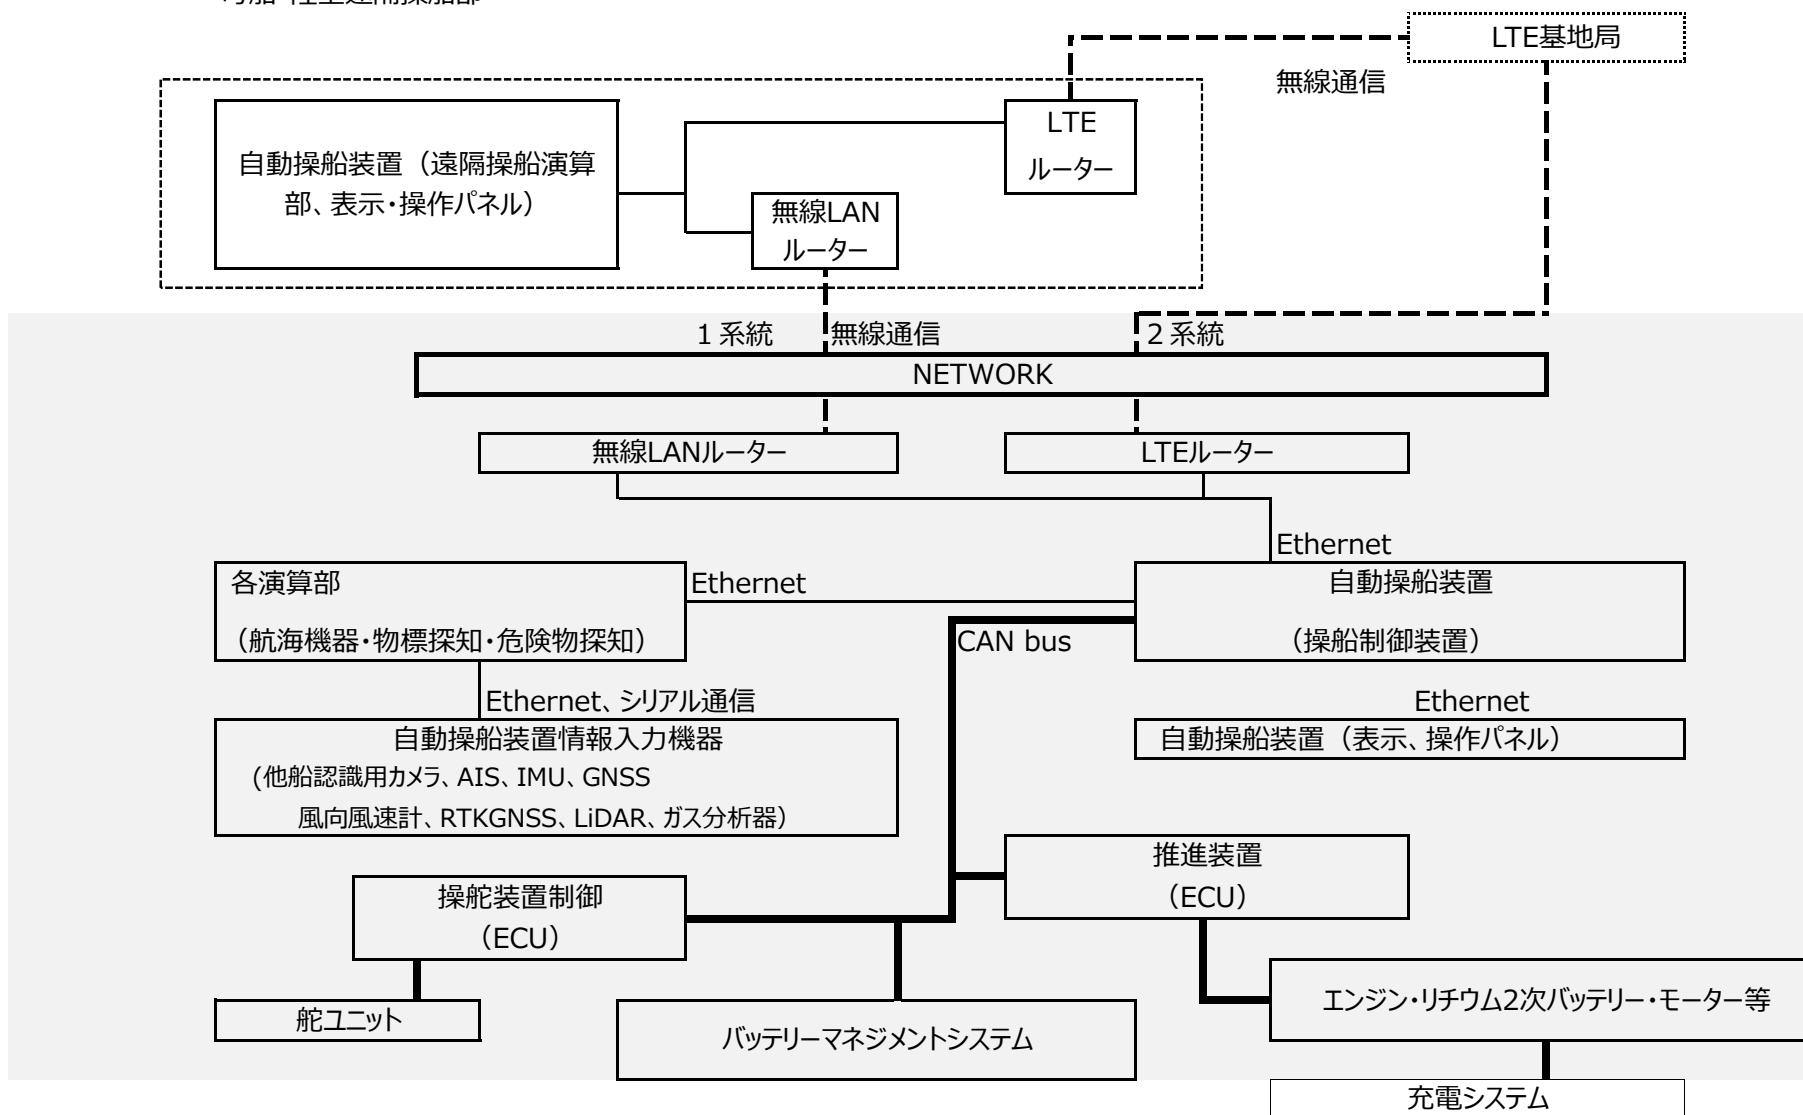 LTE基地局
無線通信
LTE
ルーター
自動操船装置（遠隔操船演算
部、表示・操作パネル）
無線LAN
ルーター
１系統
無線通信
２系統
NETWORK
無線LANルーター
LTEルーター
Ethernet
各演算部
（航海機器・物標探知・危険物探知）
Ethernet
自動操船装置
（操船制御装置）
CAN bus
Ethernet、シリアル通信
Ethernet
自動操船装置情報入力機器
(他船認識用カメラ、AIS、IMU、GNSS
風向風速計、RTKGNSS、LiDAR、ガス分析器）
自動操船装置（表示、操作パネル）
推進装置
（ECU）
操舵装置制御
（ECU）
エンジン・リチウム2次バッテリー・モーター等
舵ユニット
バッテリーマネジメントシステム
充電システム